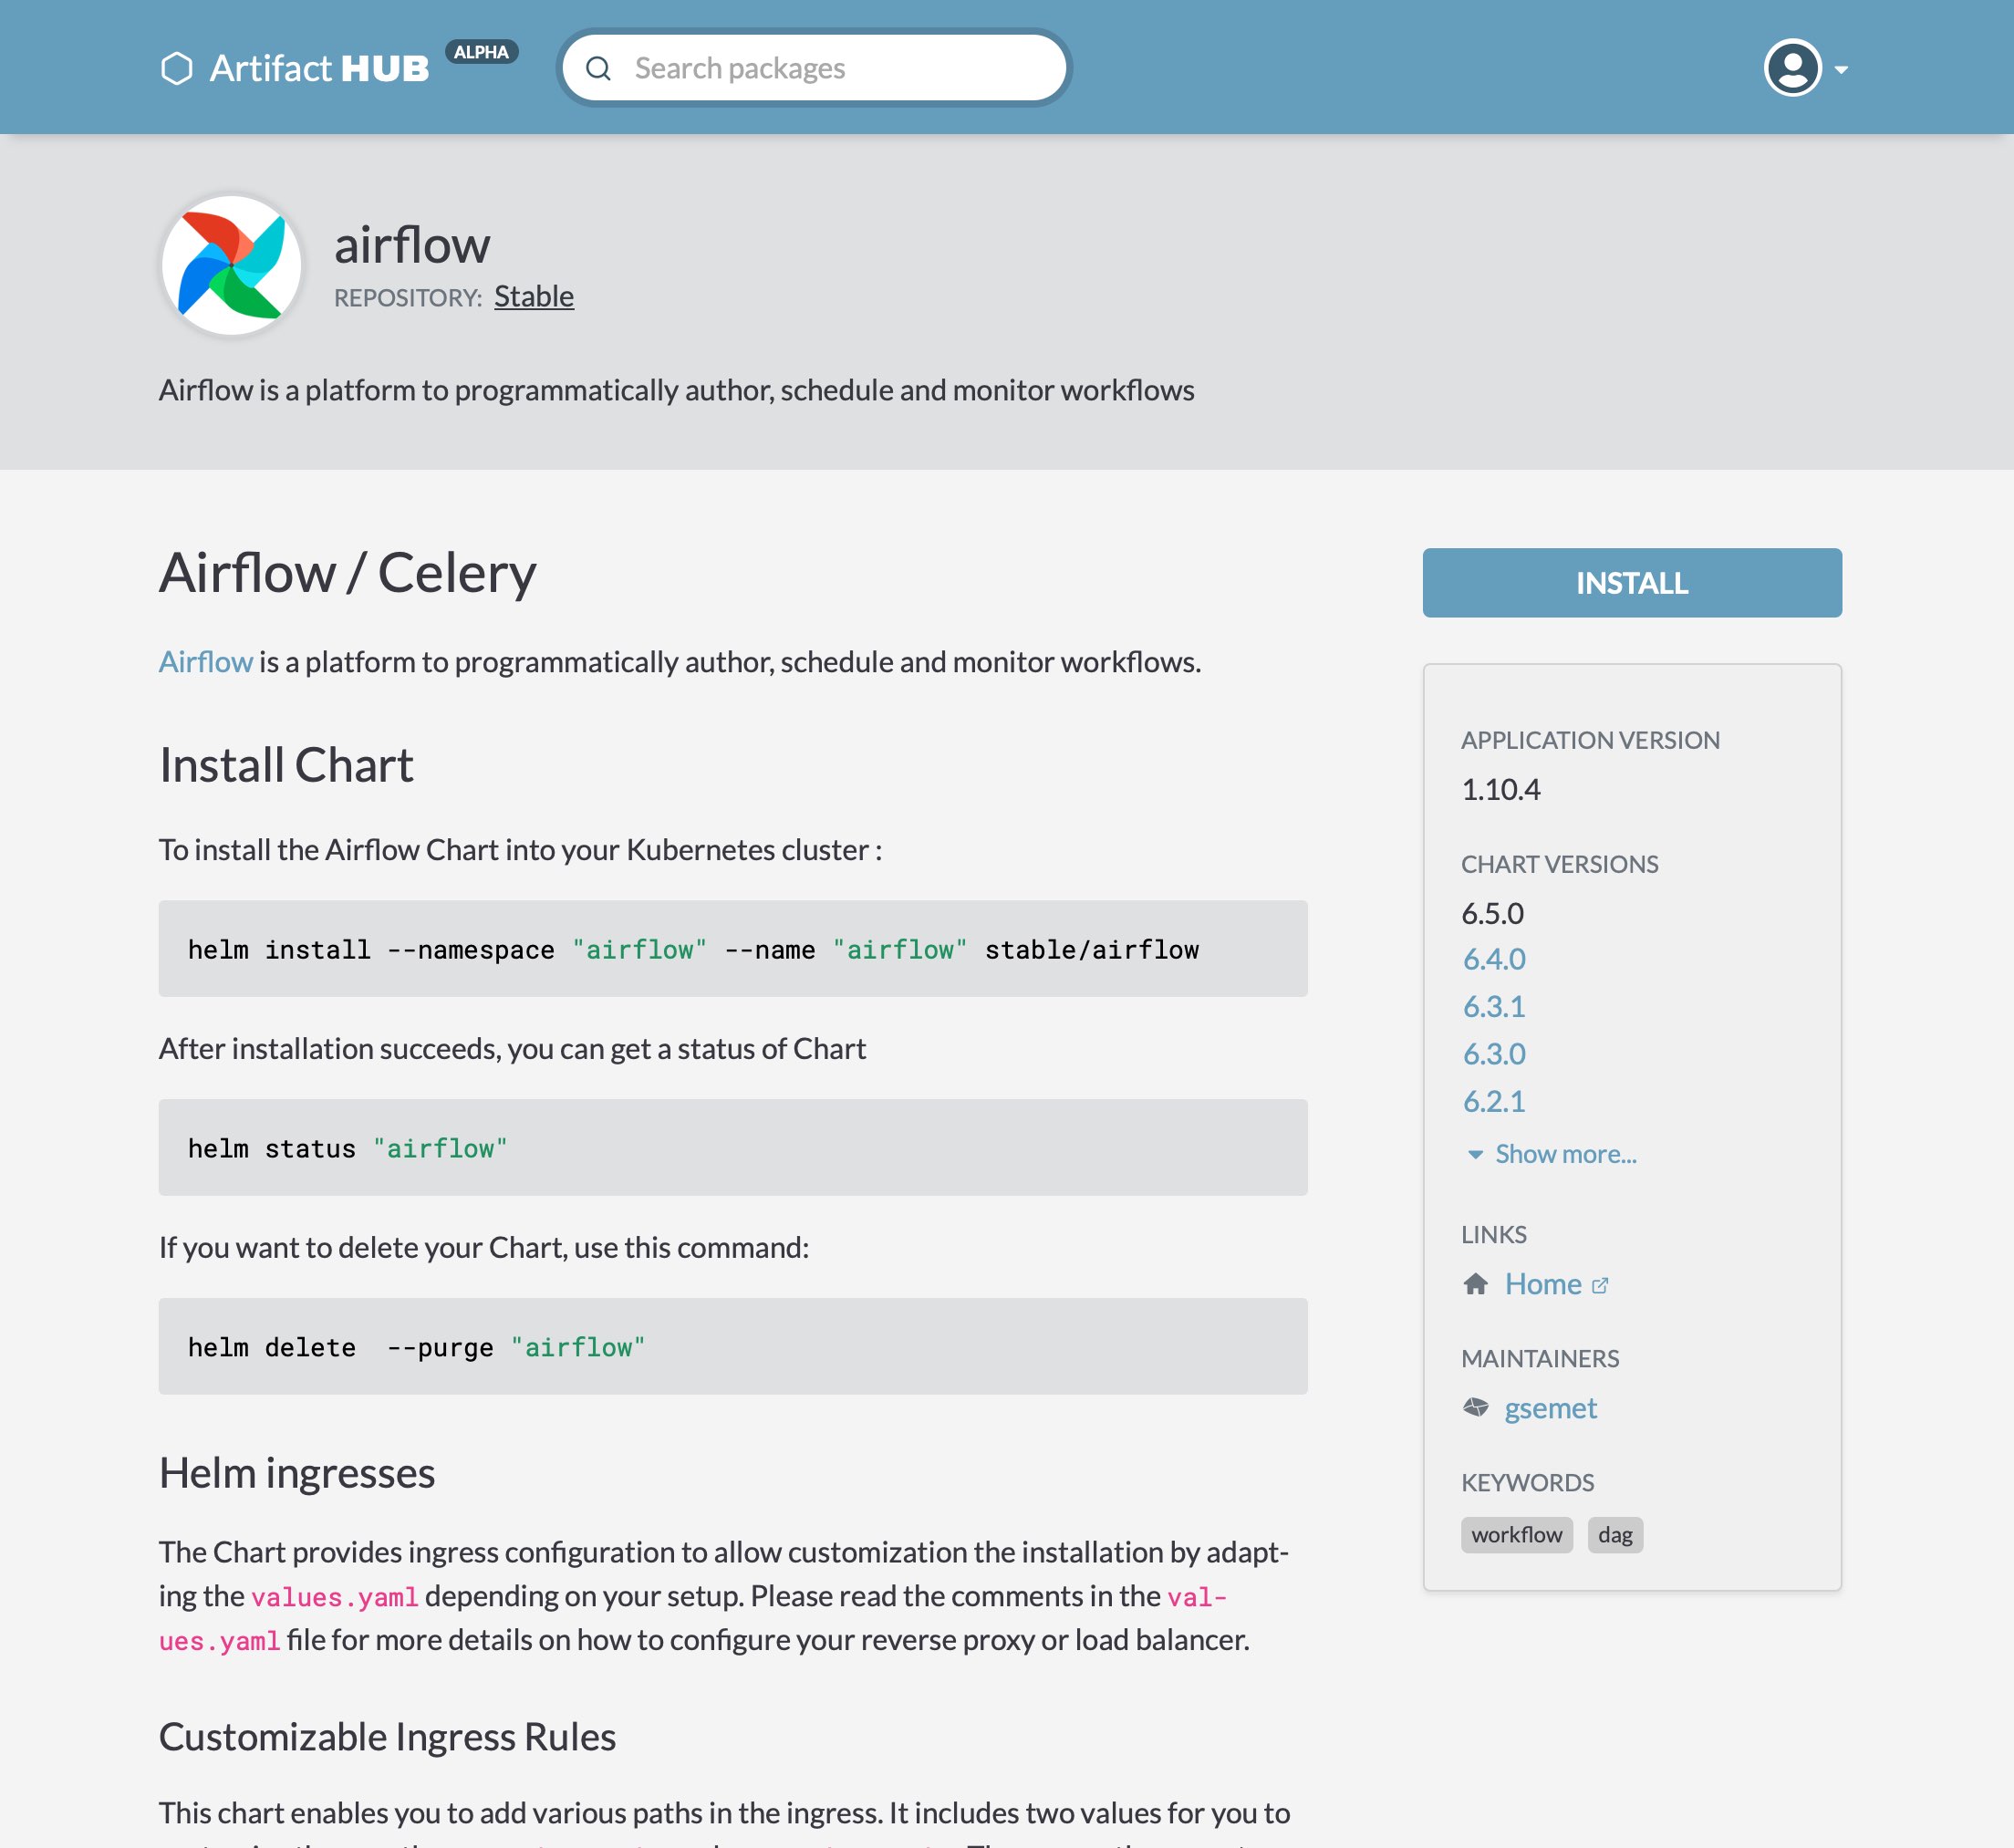 Artifact HUB ALPHA
Search packages
airflow
REPOSITORY: Stable
Airflow is a platform to programmatically author, schedule and monitor workflows
Airflow / Celery
Airflow is a platform to programmatically author, schedule and monitor workflows.
Install Chart
To install the Airflow Chart into your Kubernetes cluster :
helm install --namespace "airflow" --name "airflow" stable/airflow
After installation succeeds, you can get a status of Chart
helm status "airflow"
If you want to delete your Chart, use this command:
helm delete  --purge "airflow"
Helm ingresses
The Chart provides ingress configuration to allow customization the installation by adapt-
ing the values.yaml depending on your setup. Please read the comments in the val-
ues.yaml file for more details on how to configure your reverse proxy or load balancer.
Customizable Ingress Rules
This chart enables you to add various paths in the ingress. It includes two values for you to
INSTALL
APPLICATION VERSION
1.10.4
CHART VERSIONS
6.5.0
6.4.0
6.3.1
6.3.0
6.2.1
Show more...
LINKS
Home
MAINTAINERS
gsemet
KEYWORDS
workflow dag